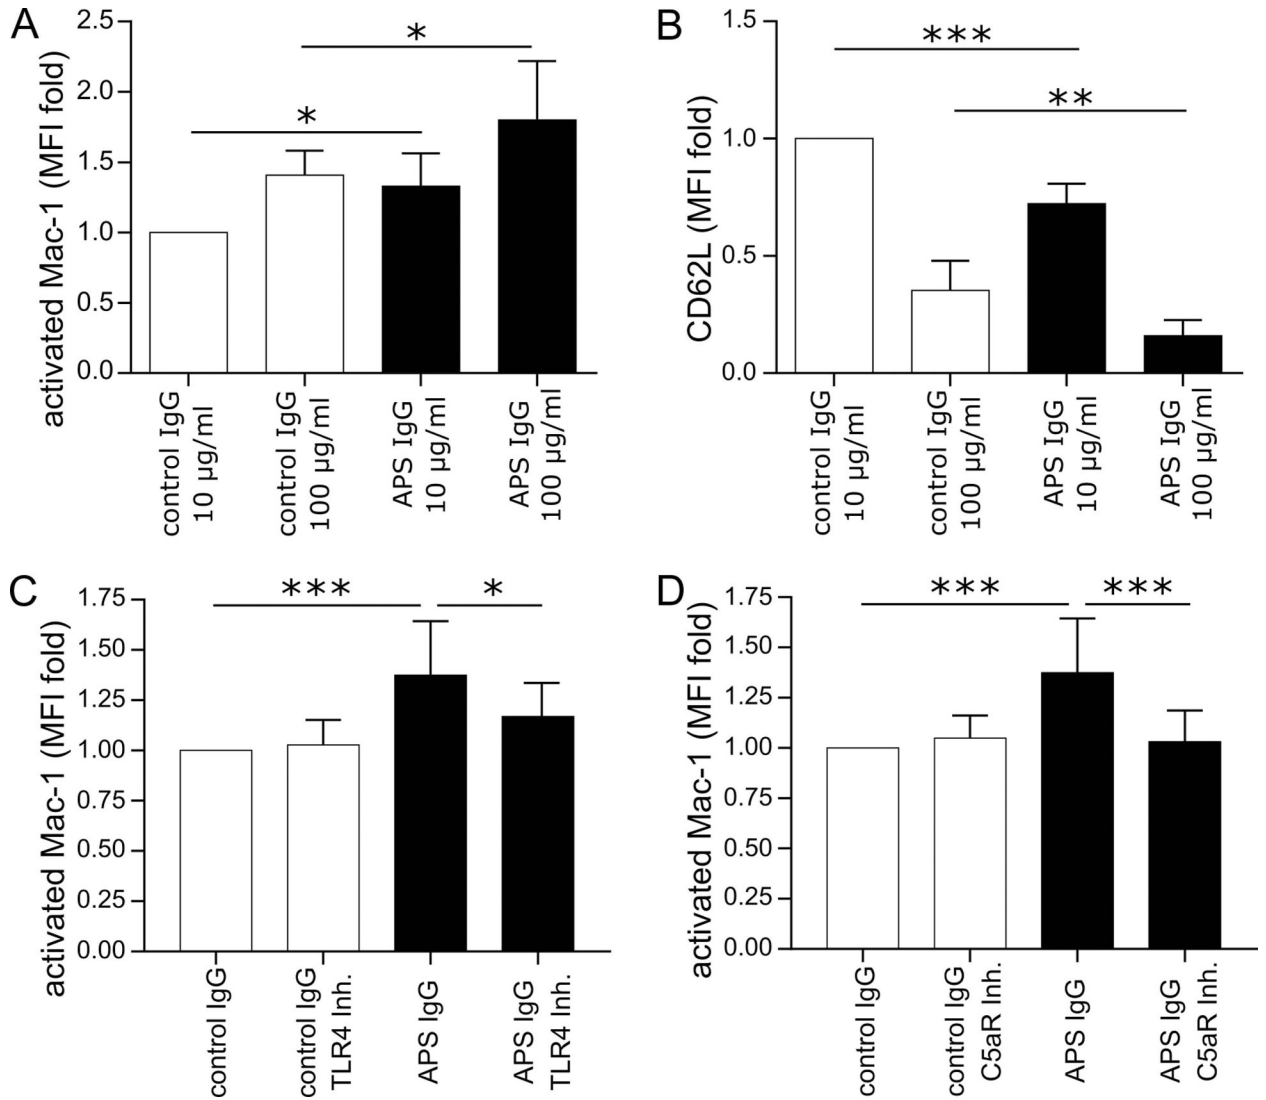 A
activated Mac-1 (MFI fold)
2.5
2.0
1.5
1.0
0.5
0.0
*
*
control IgG
10 µg/ml
control IgG
100 µg/ml
APS IgG
10 µg/ml
APS IgG
100 µg/ml
B
CD62L (MFI fold)
1.5
1.0
0.5
0.0
***
**
control IgG
10 µg/ml
control IgG
100 µg/ml
APS IgG
10 µg/ml
APS IgG
100 µg/ml
C
activated Mac-1 (MFI fold)
1.75
1.50
1.25
1.00
0.75
0.50
0.25
0.00
***
*
control IgG
control IgG
TLR4 Inh.
APS IgG
APS IgG
TLR4 Inh.
D
activated Mac-1 (MFI fold)
1.75
1.50
1.25
1.00
0.75
0.50
0.25
0.00
***
***
control IgG
control IgG
C5aR Inh.
APS IgG
APS IgG
C5aR Inh.